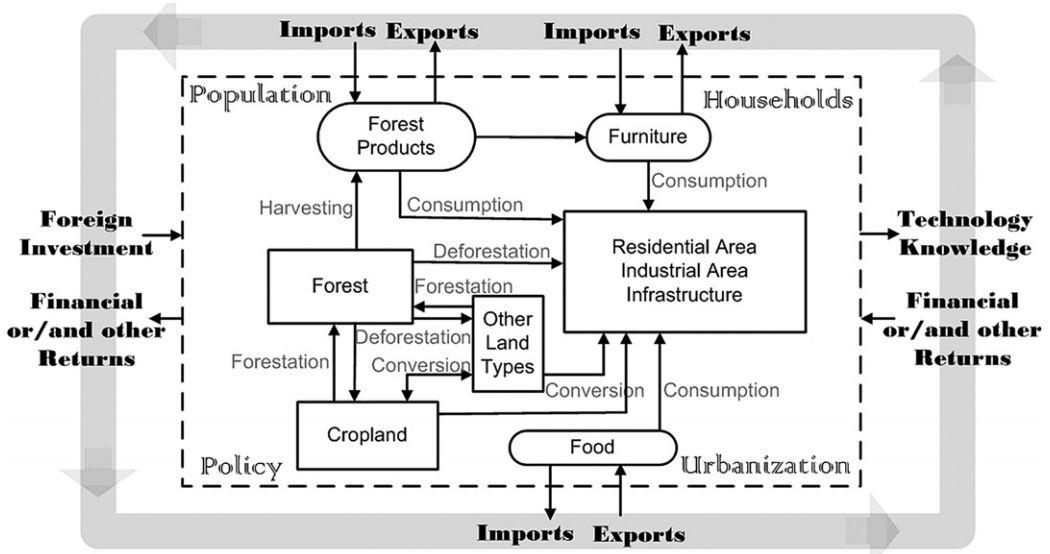 Imports Exports
Imports Exports
Population
Households
Forest
Products
Furniture
Harvesting
Consumption
Consumption
Foreign
Investment
Technology
Knowledge
Residential Area
Industrial Area
Infrastructure
Deforestation
Forest
Forestation
Financial
or/and other
Returns
Financial
or/and other
Returns
Other
Land
Types
Deforestation
Forestation
Conversion
Conversion
Consumption
Cropland
Food
Policy
Urbanization
Imports Exports